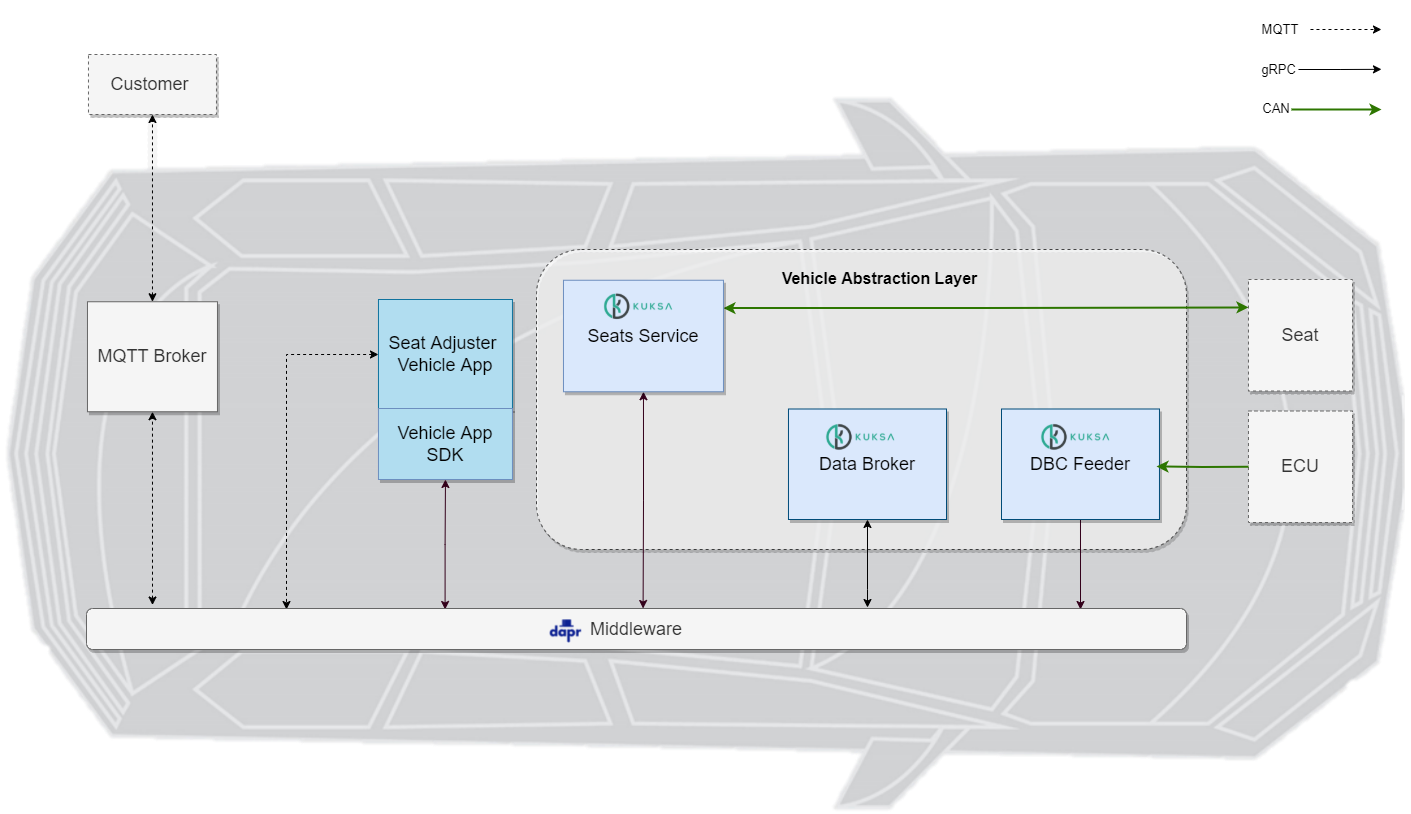 MQTT
gRPC
CAN
Customer
Vehicle Abstraction Layer
KUKSA
Seats Service
Seat
MQTT Broker
Seat Adjuster
Vehicle App
Vehicle App
SDK
KUKSA
Data Broker
KUKSA
DBC Feeder
ECU
dapr Middleware